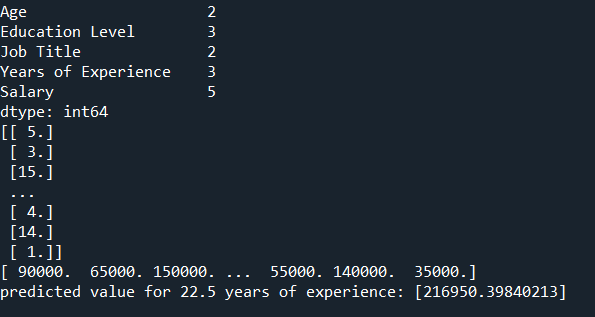 Age                    2
Education Level        3
Job Title              2
Years of Experience    3
Salary                 5
dtype: int64
[[ 5.]
 [ 3.]
 [15.]
 ...
 [ 4.]
 [14.]
 [ 1.]]
[ 90000.  65000. 150000. ...  55000. 140000.  35000.]
predicted value for 22.5 years of experience: [216950.39840213]